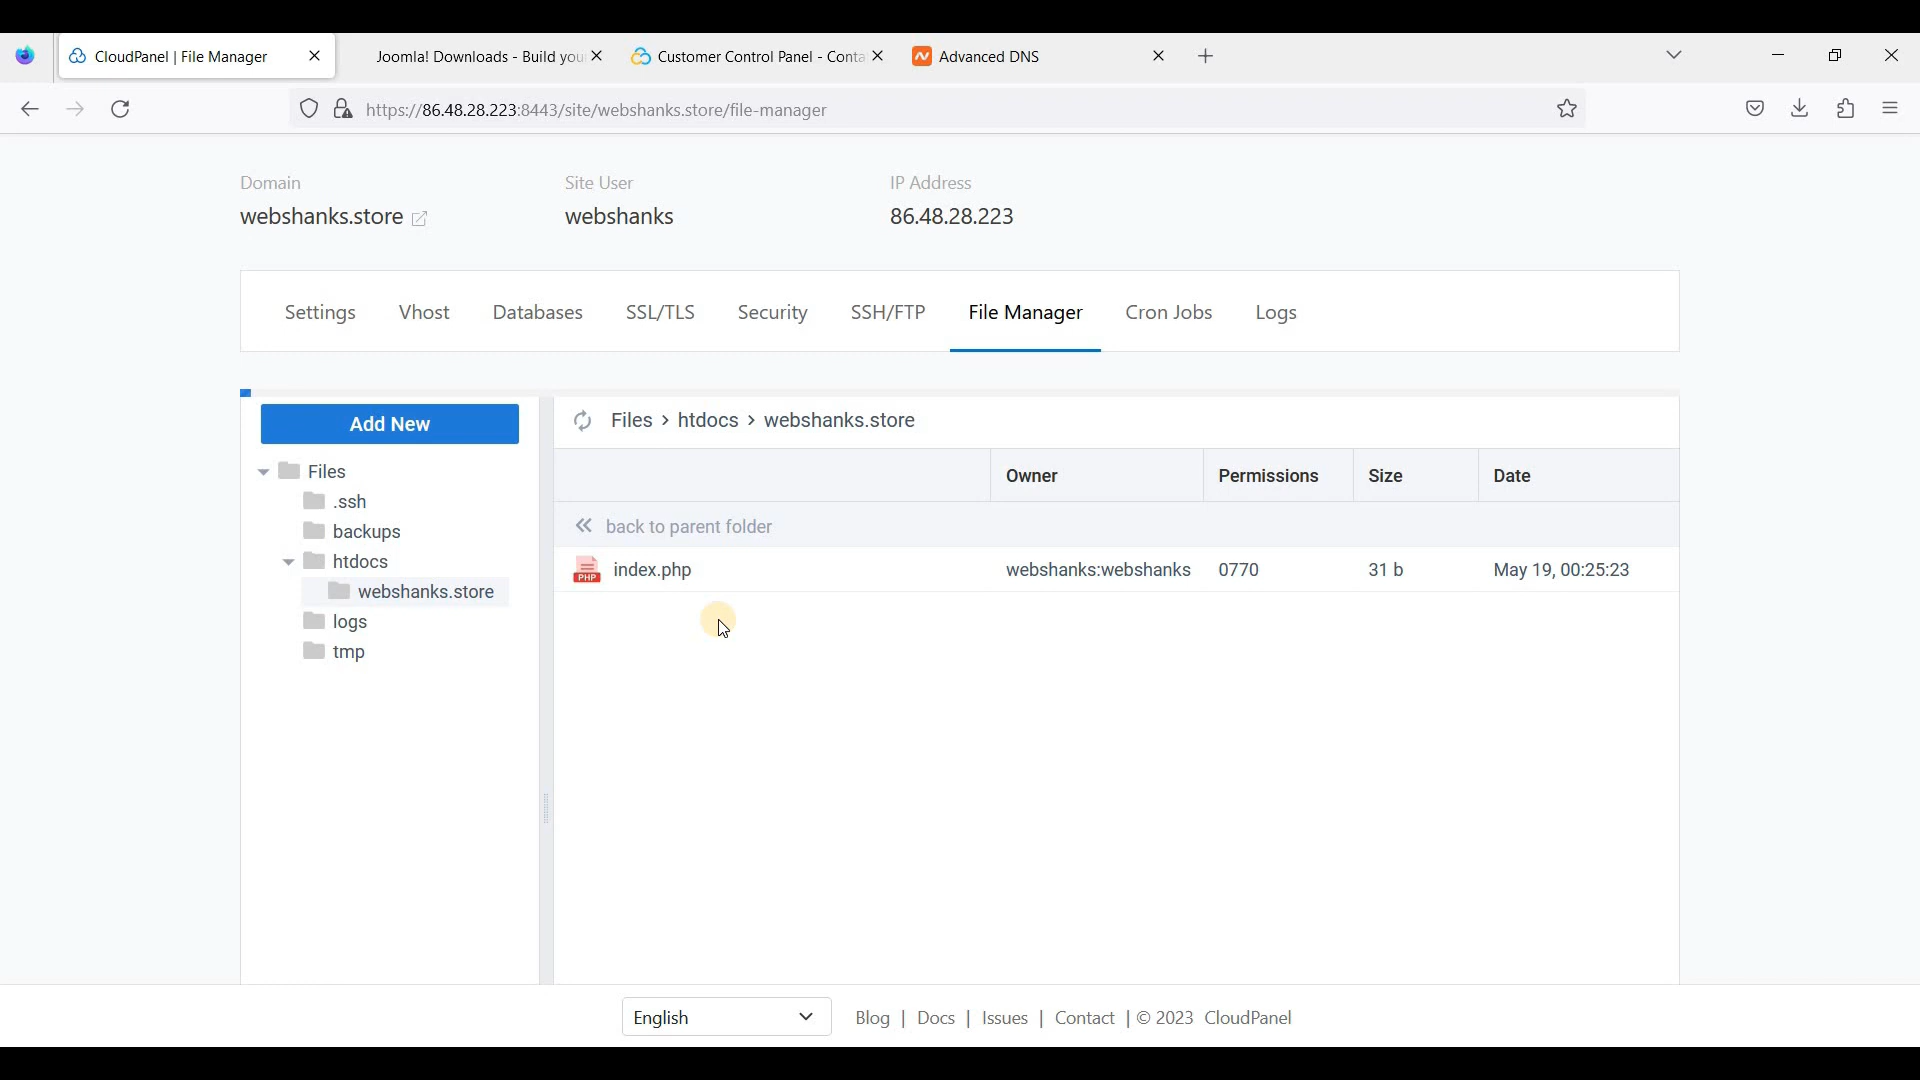 CloudPanel | File Manager
Joomla! Downloads - Build you
Customer Control Panel - Conta
Advanced DNS
https://86.48.28.223:8443/site/webshanks.store/file-manager
Domain
Site User
IP Address
webshanks.store
webshanks
86.48.28.223
Settings
Vhost
Databases
SSL/TLS
Security
SSH/FTP
File Manager
Cron Jobs
Logs
Add New
Files > htdocs > webshanks.store
Files
.ssh
backups
htdocs
webshanks.store
logs
tmp
Owner
Permissions
Size
Date
back to parent folder
PHP
index.php
webshanks:webshanks
0770
31 b
May 19, 00:25:23
English
Blog | Docs | Issues | Contact | © 2023 CloudPanel